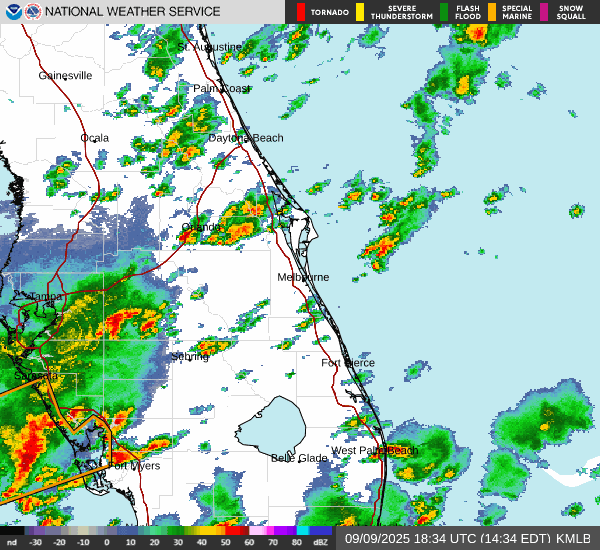 NATIONAL WEATHER SERVICE
TORNADO
SEVERE THUNDERSTORM
FLASH FLOOD
SPECIAL MARINE
SNOW SQUALL
St. Augustine
Gainesville
Palm Coast
Ocala
Daytona Beach
Orlando
Melbourne
Tampa
Sebring
Fort Pierce
Sarasota
West Palm Beach
Belle Glade
Fort Myers
nd -30 -20 -10 0 10 20 30 40 50 60 70 80 dBZ
09/09/2025 18:34 UTC (14:34 EDT) KMLB